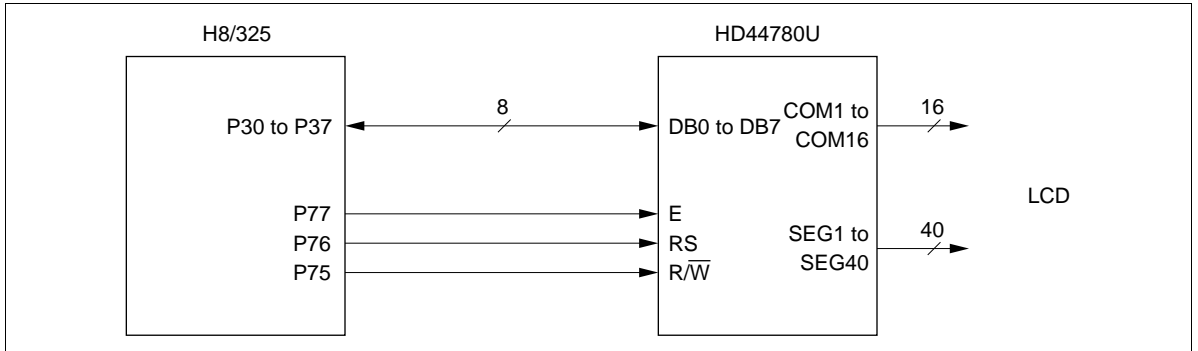 H8/325
HD44780U
P30 to P37
8
DB0 to DB7
COM1 to
COM16
16
LCD
P77
E
P76
RS
P75
R/W̅
SEG1 to
SEG40
40